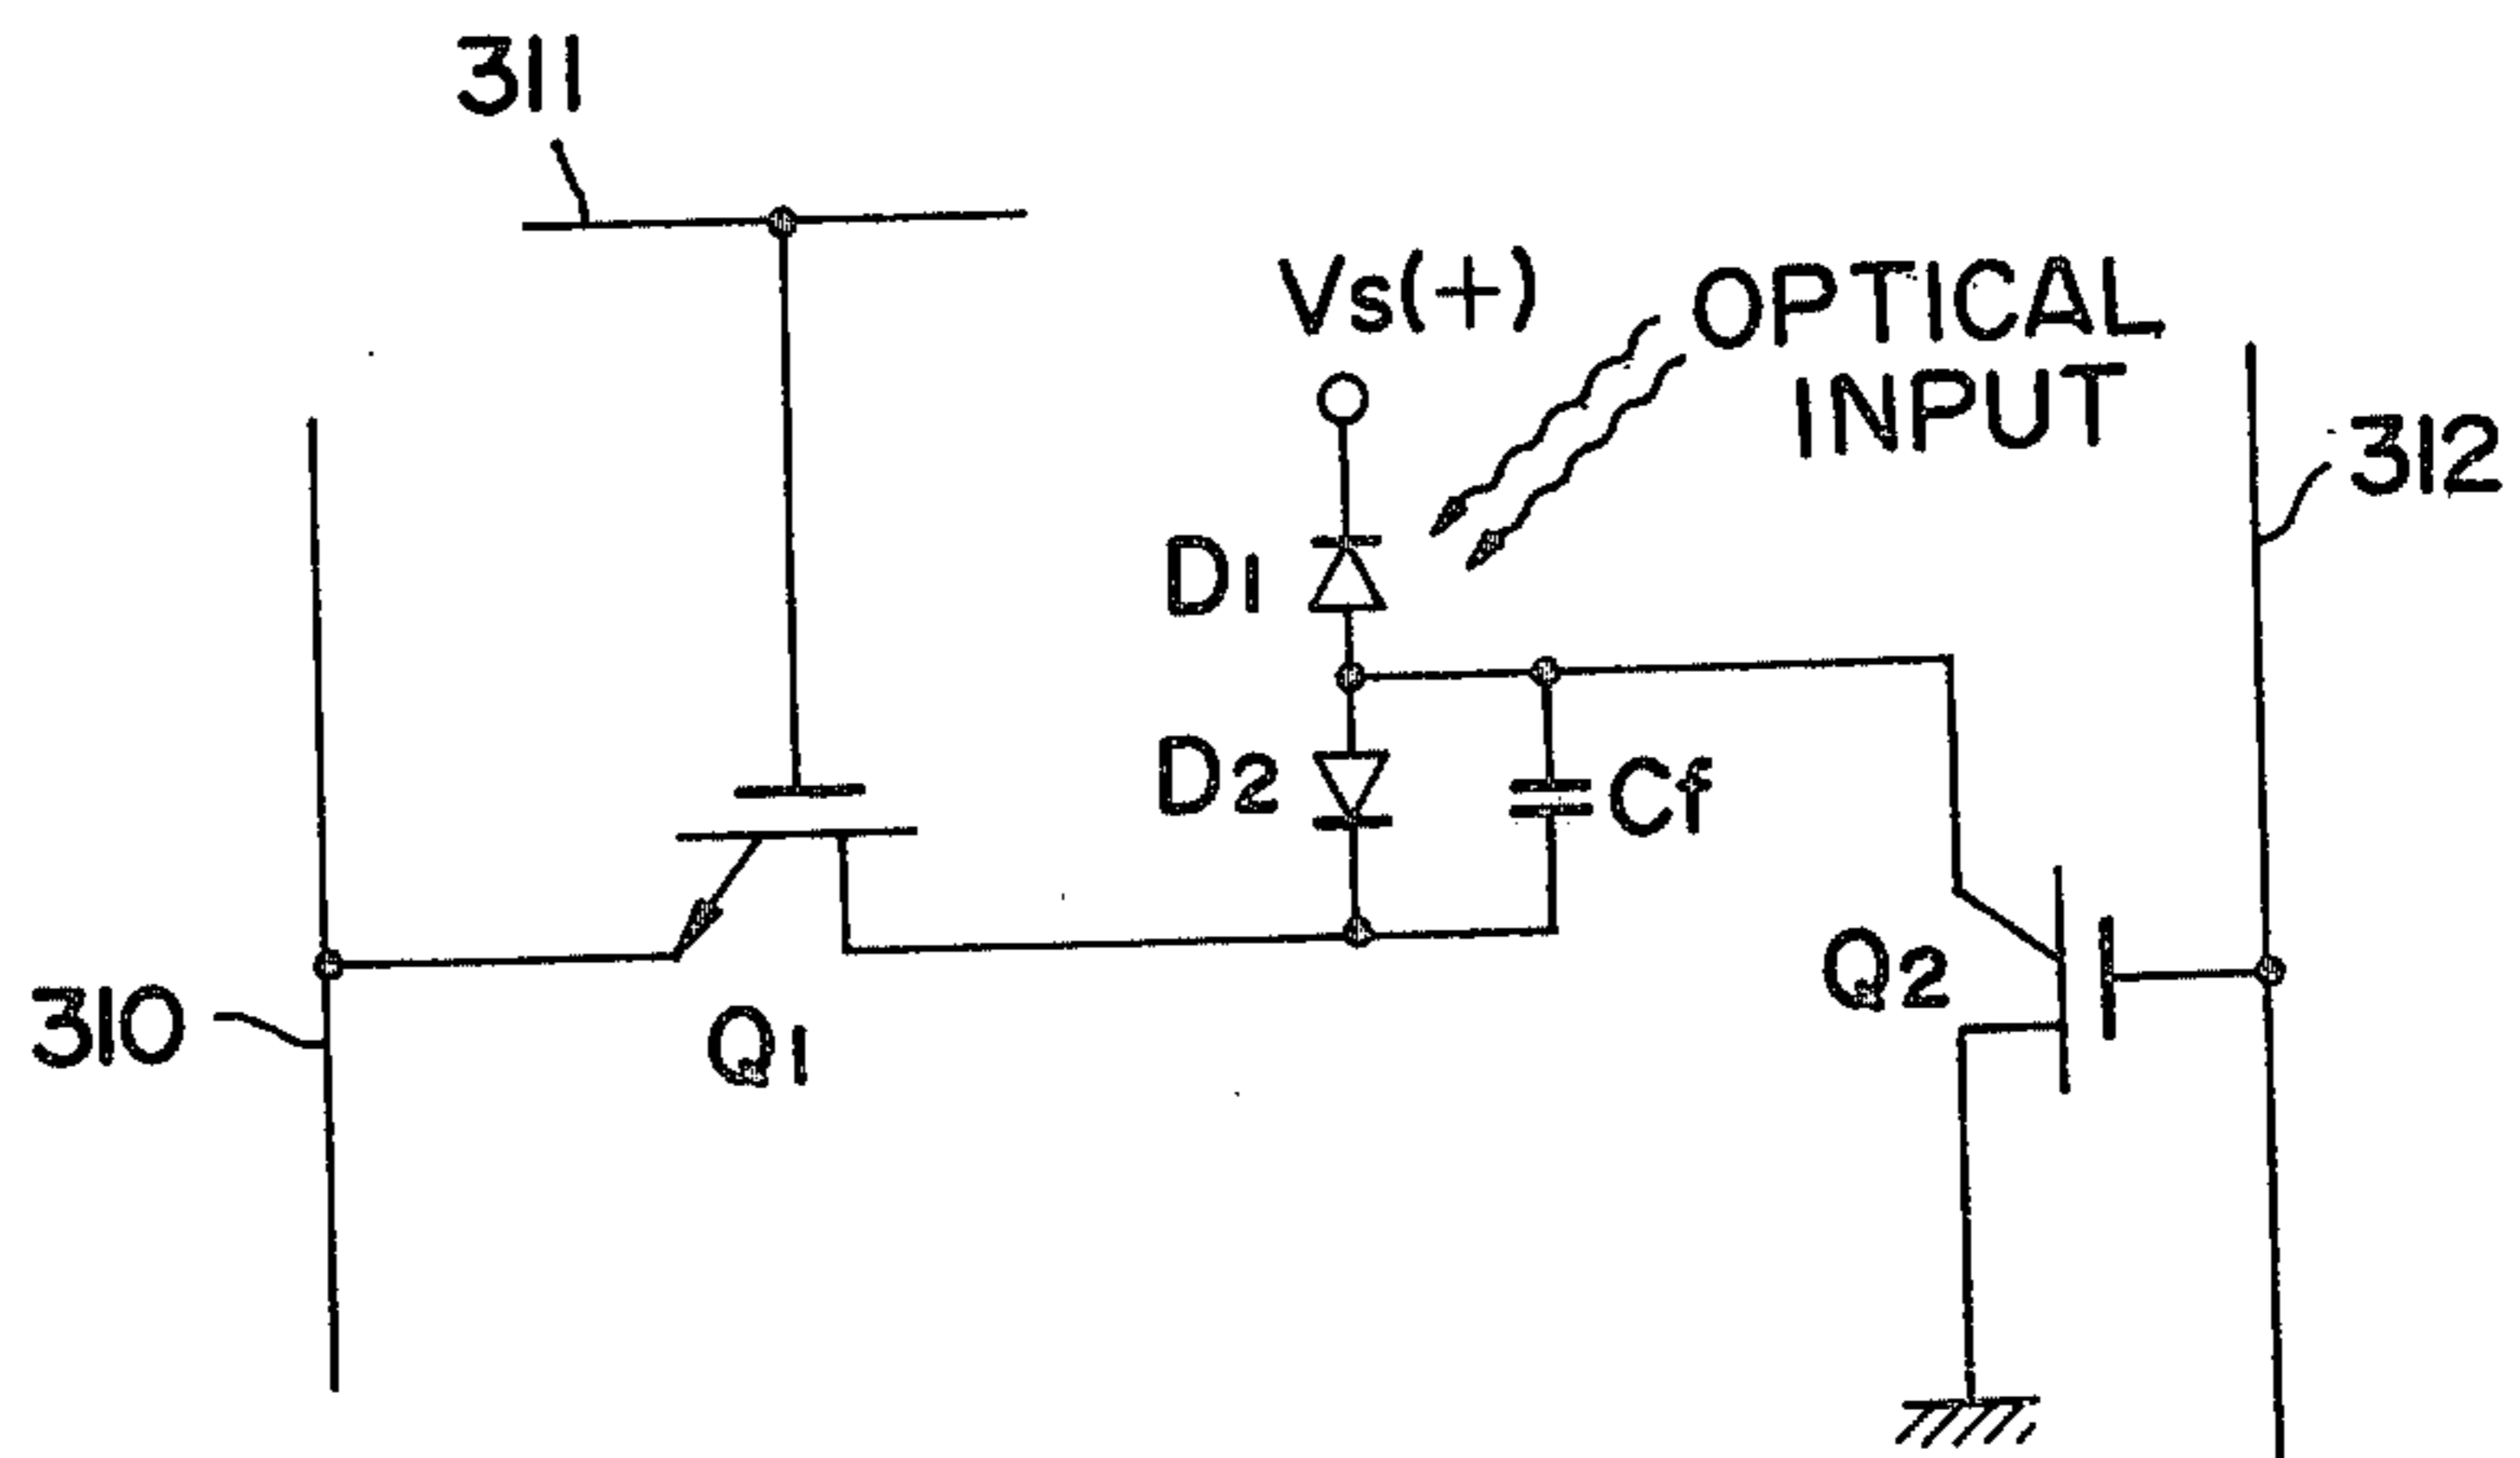 311
Vs(+)
OPTICAL
INPUT
312
D1
D2
Cf
Q2
310
Q1